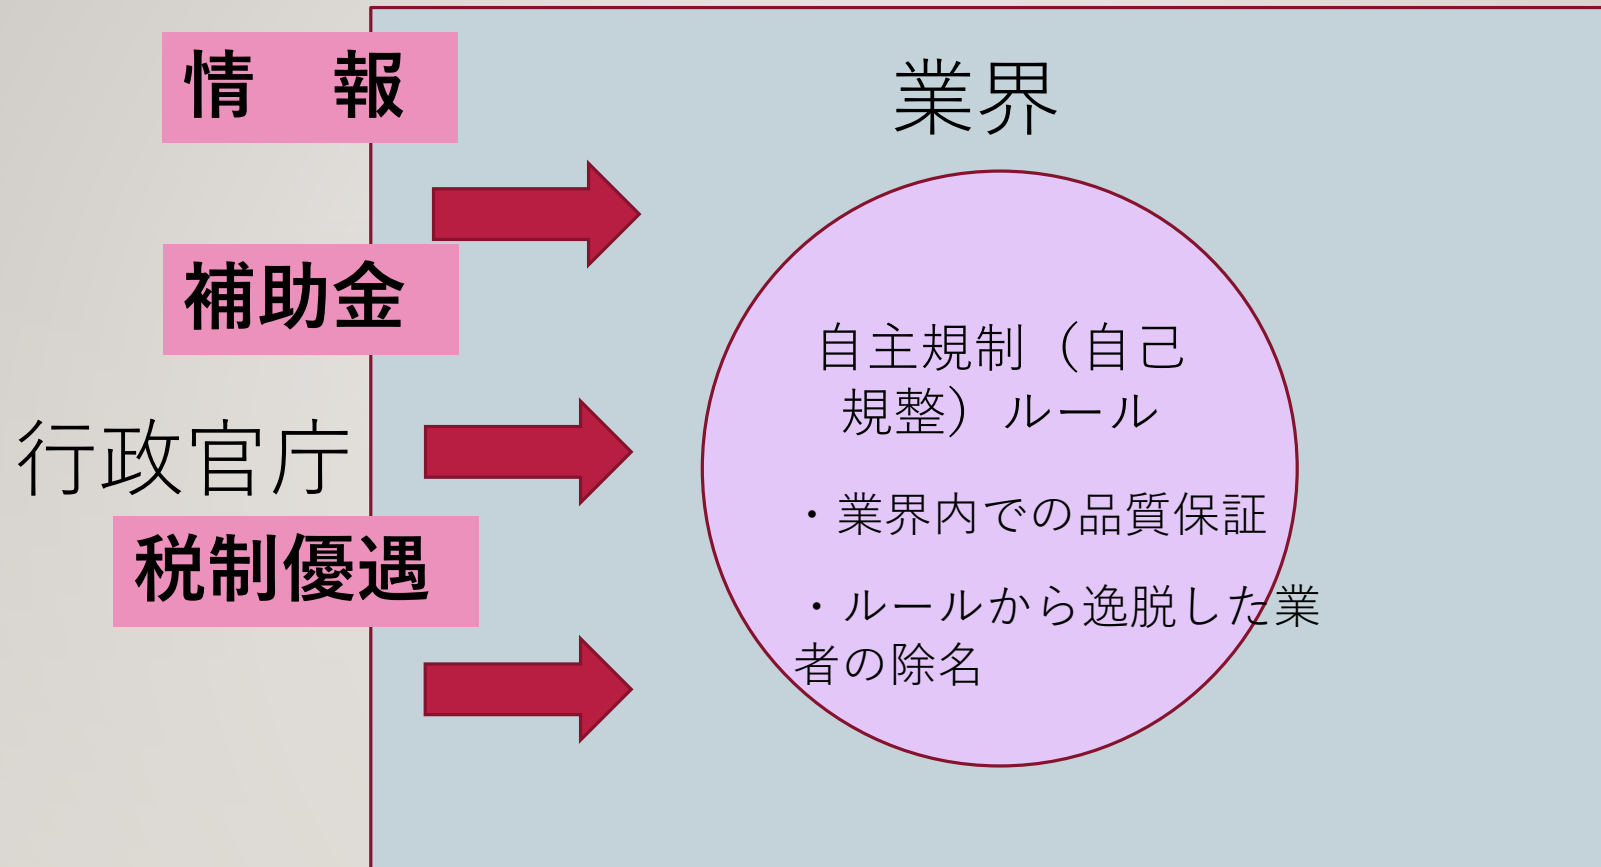 情　報
補助金
行政官庁
税制優遇
業界
自主規制（自己
規整）ルール
・業界内での品質保証
・ルールから逸脱した業
者の除名